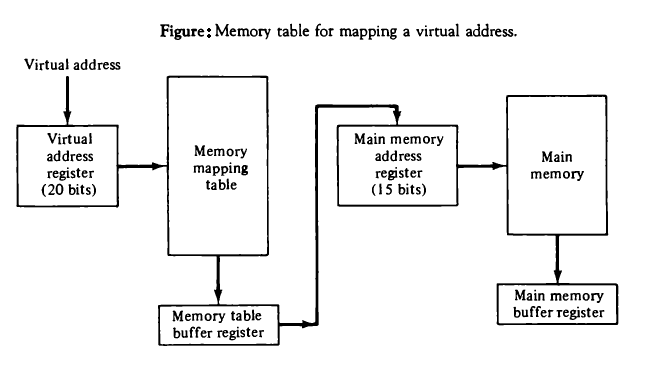 Figure: Memory table for mapping a virtual address.
Virtual address
Virtual
address
register
(20 bits)
Memory
mapping
table
Memory table
buffer register
Main memory
address
register
(15 bits)
Main
memory
Main memory
buffer register